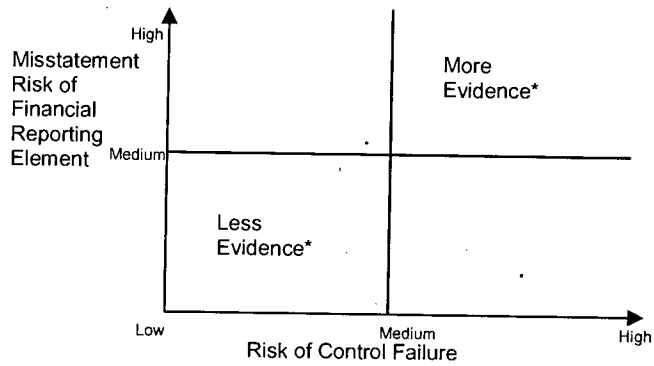 High
Misstatement
Risk of
Financial
Reporting
Element
Medium
More
Evidence*
Less
Evidence*
Low
Medium
High
Risk of Control Failure